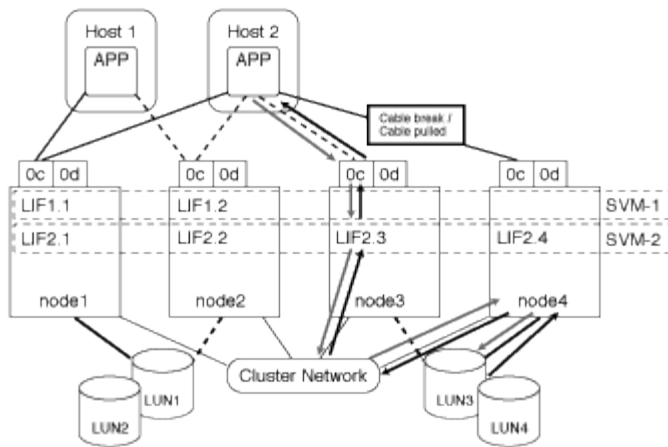 Host 1
Host 2
APP
APP
Cable break /
Cable pulled
0c 0d
0c 0d
0c 0d
0c 0d
LIF1.1
LIF1.2
SVM-1
LIF2.1
LIF2.2
LIF2.3
LIF2.4
SVM-2
node1
node2
node3
node4
Cluster Network
LUN1
LUN2
LUN3
LUN4